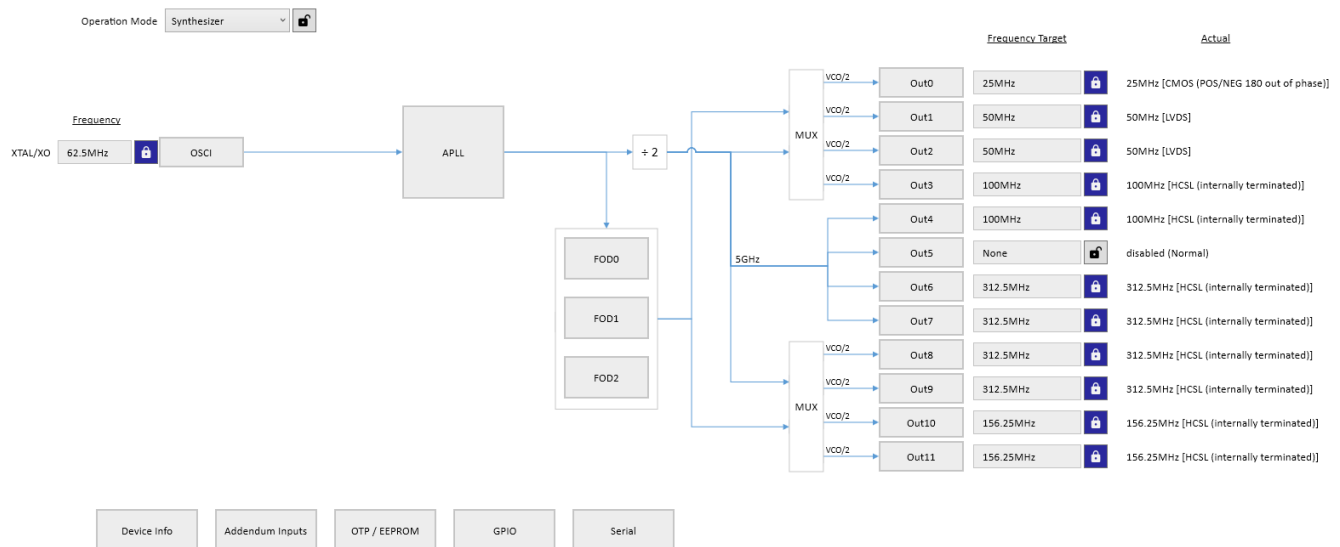 Operation Mode Synthesizer
Frequency Target Actual
VCO/2 Out0 25MHz 25MHz [CMOS (POS/NEG 180 out of phase)]
Frequency
VCO/2 Out1 50MHz 50MHz [LVDS]
MUX
XTAL/XO 62.5MHz OSCI APLL ÷ 2 VCO/2 Out2 50MHz 50MHz [LVDS]
VCO/2 Out3 100MHz 100MHz [HCSL (internally terminated)]
Out4 100MHz 100MHz [HCSL (internally terminated)]
FOD0 5GHz Out5 None disabled (Normal)
Out6 312.5MHz 312.5MHz [HCSL (internally terminated)]
FOD1 Out7 312.5MHz 312.5MHz [HCSL (internally terminated)]
VCO/2 Out8 312.5MHz 312.5MHz [HCSL (internally terminated)]
FOD2 VCO/2 Out9 312.5MHz 312.5MHz [HCSL (internally terminated)]
MUX
VCO/2 Out10 156.25MHz 156.25MHz [HCSL (internally terminated)]
VCO/2 Out11 156.25MHz 156.25MHz [HCSL (internally terminated)]
Device Info Addendum Inputs OTP / EEPROM GPIO Serial